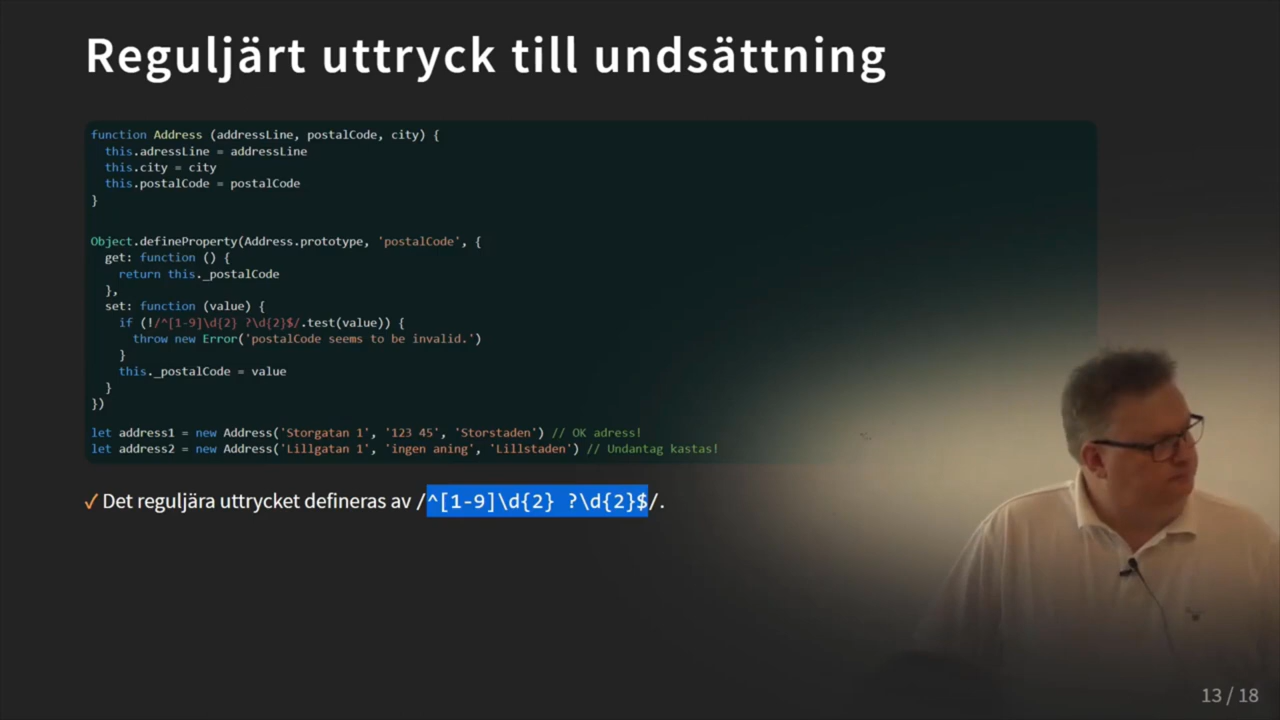 Reguljärt uttryck till undsättning
function Address (addressLine, postalCode, city) {
this.adressLine = addressLine
this.city = city
this.postalCode = postalCode
}
Object.defineProperty(Address.prototype, 'postalCode', {
get: function () {
return this._postalCode
},
set: function (value) {
if (!/^[1-9]\d{2} ?\d{2}$/.test(value)) {
throw new Error('postalCode seems to be invalid.')
}
this._postalCode = value
}
})
let address1 = new Address('Storgatan 1', '123 45', 'Storstaden') // OK adress!
let address2 = new Address('Lillgatan 1', 'ingen aning', 'Lillstaden') // Undantag kastas!
✓ Det reguljära uttrycket defineras av /^[1-9]\d{2} ?\d{2}$/.
13 / 18